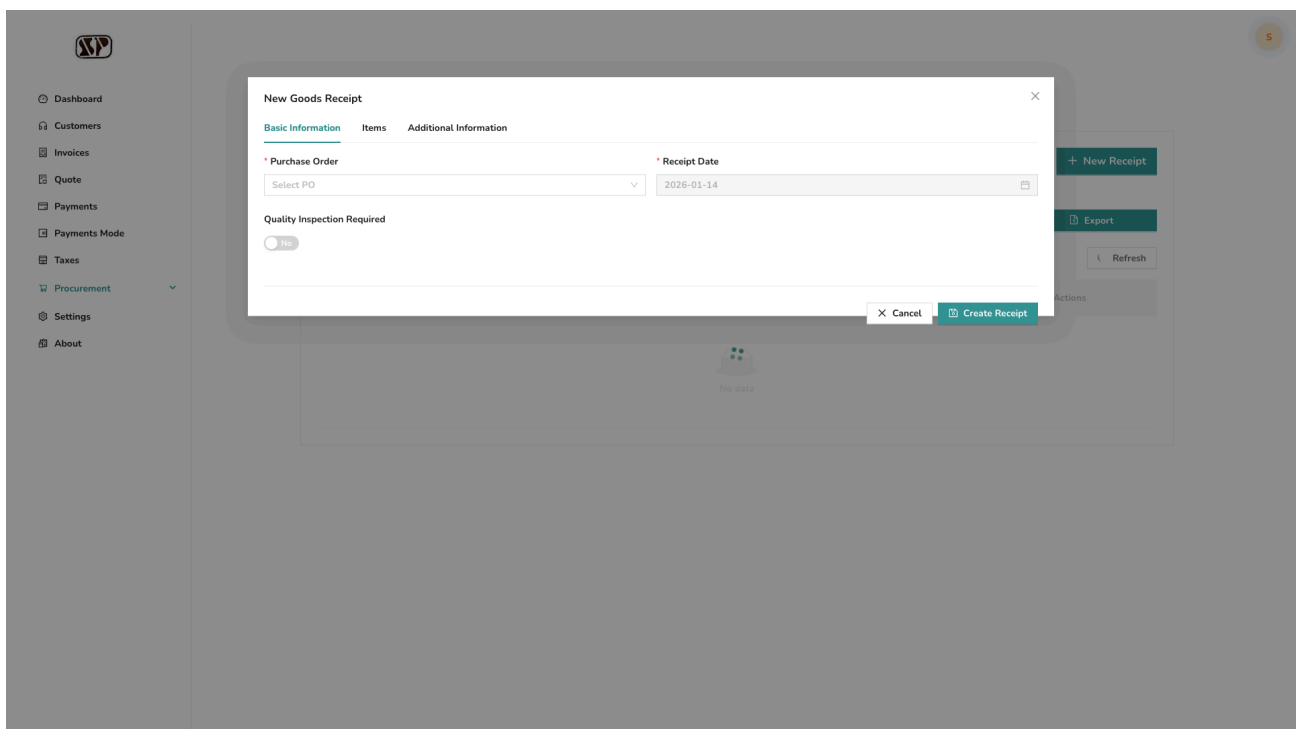 XP
S
Dashboard
Customers
Invoices
Quote
Payments
Payments Mode
Taxes
Procurement
Settings
About
New Goods Receipt
Basic Information Items Additional Information
* Purchase Order * Receipt Date
Select PO 2026-01-14
Quality Inspection Required
No
Cancel Create Receipt
+ New Receipt
Export
Refresh
Actions
No data